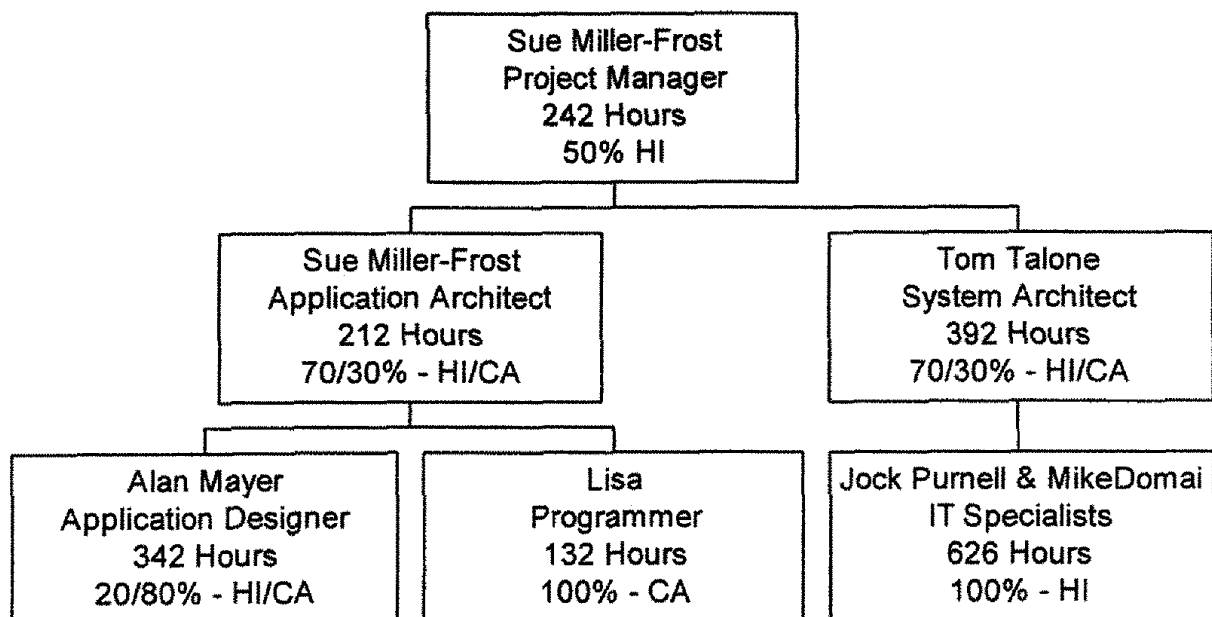 Sue Miller-Frost
Project Manager
242 Hours
50% HI
Sue Miller-Frost
Application Architect
212 Hours
70/30% - HI/CA
Tom Talone
System Architect
392 Hours
70/30% - HI/CA
Alan Mayer
Application Designer
342 Hours
20/80% - HI/CA
Lisa
Programmer
132 Hours
100% - CA
Jock Purnell & MikeDomai
IT Specialists
626 Hours
100% - HI